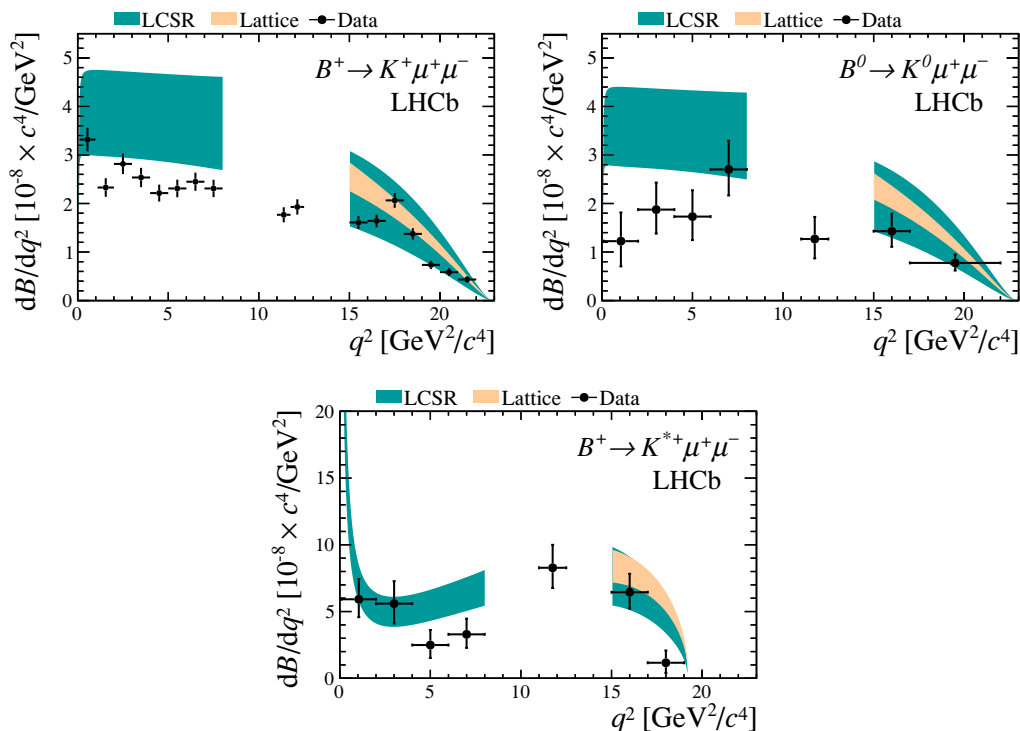 LCSR Lattice Data
dB/dq² [10⁻⁸ × c⁴/GeV²]
5
4
3
2
1
0
B⁺ → K⁺μ⁺μ⁻
LHCb
0 5 10 15 20
q² [GeV²/c⁴]
LCSR Lattice Data
dB/dq² [10⁻⁸ × c⁴/GeV²]
5
4
3
2
1
0
B⁰ → K⁰μ⁺μ⁻
LHCb
0 5 10 15 20
q² [GeV²/c⁴]
LCSR Lattice Data
dB/dq² [10⁻⁸ × c⁴/GeV²]
20
15
10
5
0
B⁺ → K*⁺μ⁺μ⁻
LHCb
0 5 10 15 20
q² [GeV²/c⁴]